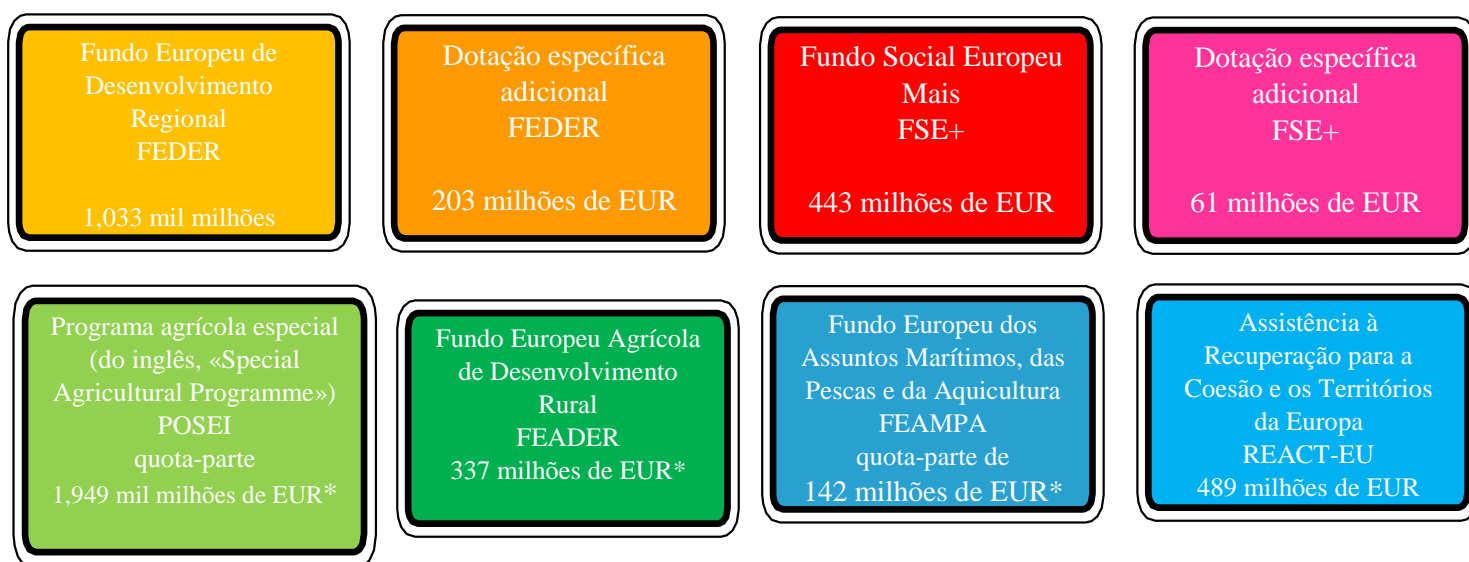 Fundo Europeu de
Desenvolvimento
Regional
FEDER
1,033 mil milhões
Dotação específica
adicional
FEDER
203 milhões de EUR
Fundo Social Europeu
Mais
FSE+
443 milhões de EUR
Dotação específica
adicional
FSE+
61 milhões de EUR
Programa agrícola especial
(do inglês, «Special
Agricultural Programme»)
POSEI
quota-parte
1,949 mil milhões de EUR*
Fundo Europeu Agrícola
de Desenvolvimento
Rural
FEADER
337 milhões de EUR*
Fundo Europeu dos
Assuntos Marítimos, das
Pescas e da Aquicultura
FEAMPA
quota-parte de
142 milhões de EUR*
Assistência à
Recuperação para a
Coesão e os Territórios
da Europa
REACT-EU
489 milhões de EUR